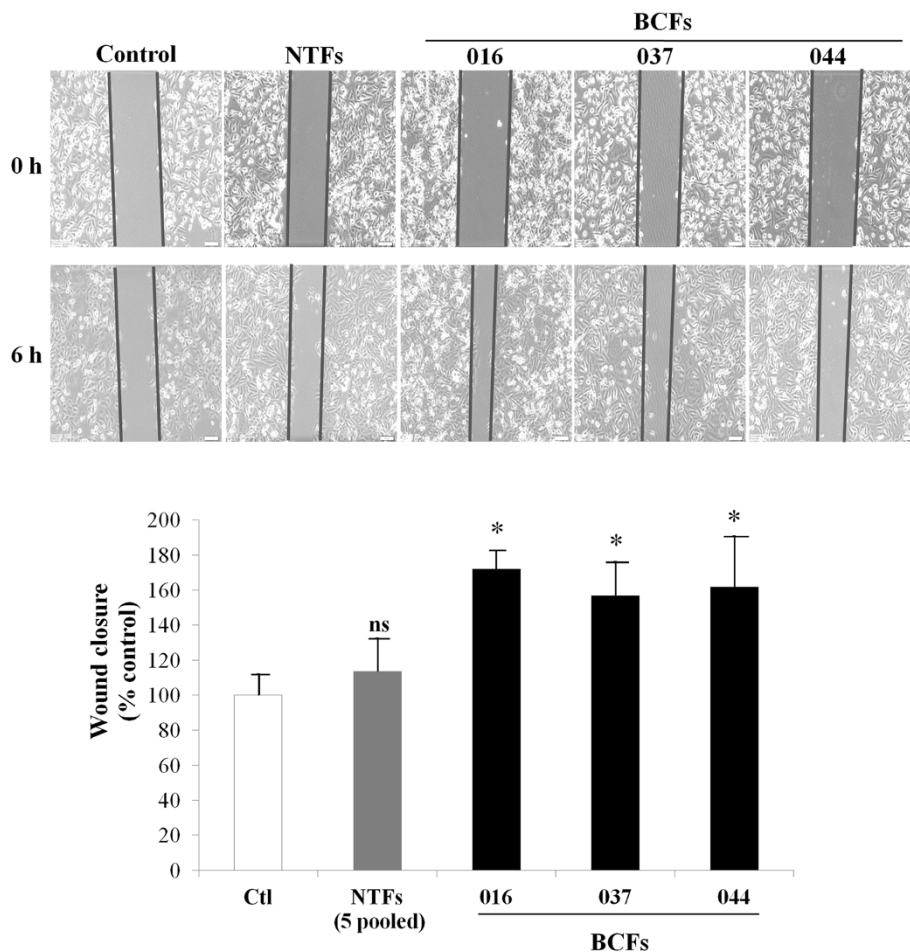 BCFs
Control NTFs 016 037 044
0 h
6 h
Wound closure
(% control)
200
180
160
140
120
100
80
60
40
20
0
ns
*
*
*
Ctl NTFs 016 037 044
(5 pooled)
BCFs